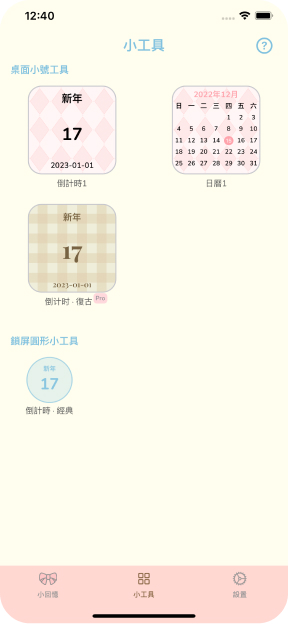 12:40
小工具
?
桌面小號工具
新年
17
2023-01-01
倒計時1
2022年12月
日 一 二 三 四 五 六
1 2 3
4 5 6 7 8 9 10
11 12 13 14 15 16 17
18 19 20 21 22 23 24
25 26 27 28 29 30 31
日曆1
新年
17
2023-01-01
倒计时 · 復古 Pro
鎖屏圓形小工具
新年
17
倒計時 · 經典
小回憶
小工具
設置